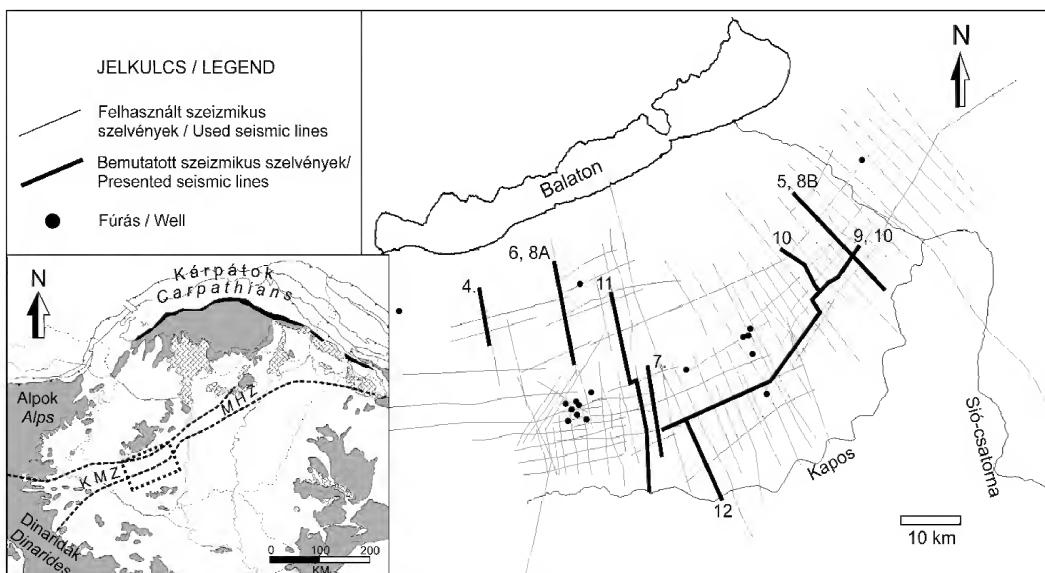 JELKULCS / LEGEND
Felhasznált szeizmikus
szelvények / Used seismic lines
Bemutatott szeizmikus szelvények/
Presented seismic lines
Fúrás / Well
N
Kárpátok
Carpathians
Alpok
Alps
MHZ
KMZ
Dinaridák
Dinarides
0 100 200
KM
N
Balaton
5, 8B
10
9, 10
6, 8A
4.
11
7.
12
Kapos
Sió-csatorna
10 km